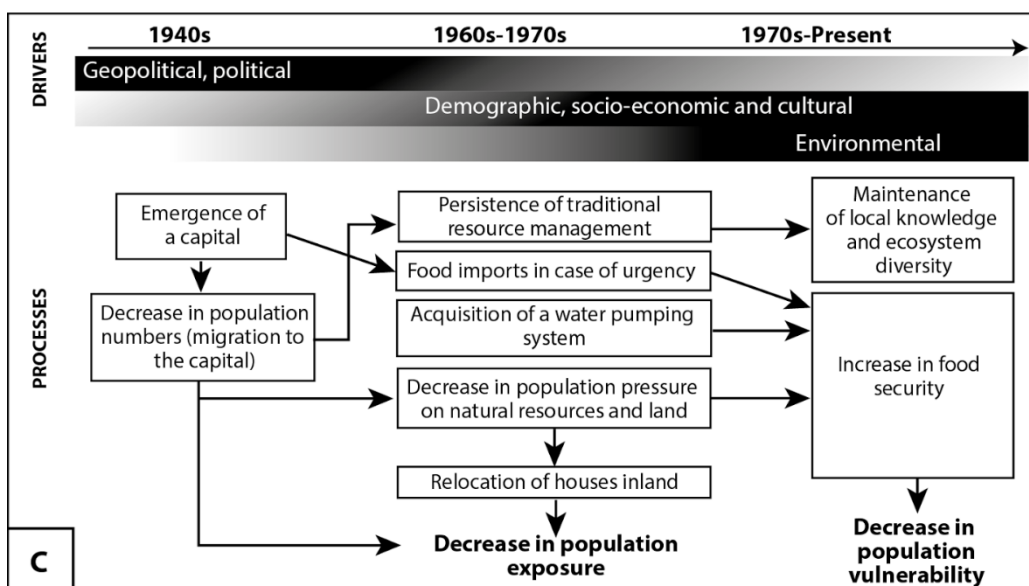 DRIVERS
1940s
1960s-1970s
1970s-Present
Geopolitical, political
Demographic, socio-economic and cultural
Environmental
PROCESSES
Emergence of
a capital
Decrease in population
numbers (migration to
the capital)
Persistence of traditional
resource management
Food imports in case of urgency
Acquisition of a water pumping
system
Decrease in population pressure
on natural resources and land
Relocation of houses inland
Decrease in population
exposure
Maintenance
of local knowledge
and ecosystem
diversity
Increase in food
security
Decrease in
population
vulnerability
C